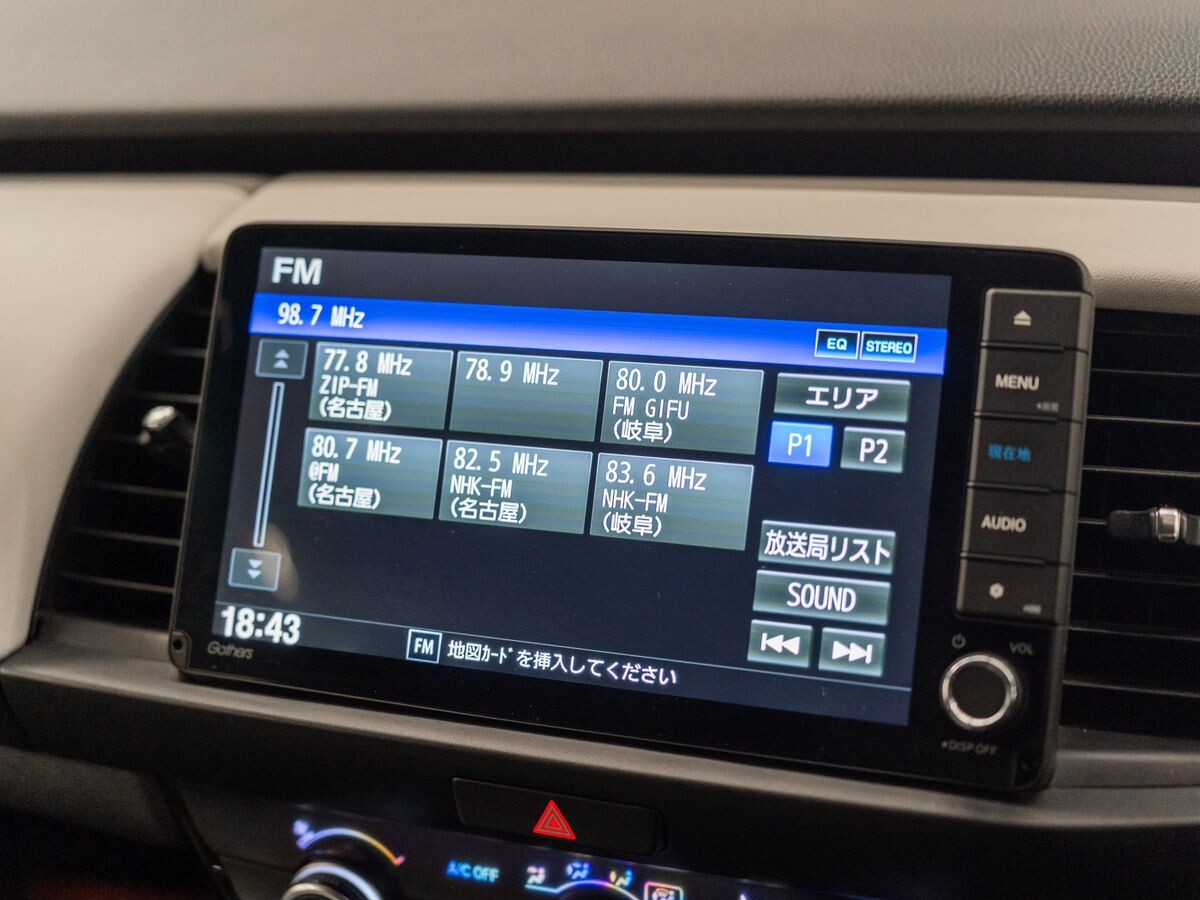 FM
98.7 MHz
EQ
STEREO
77.8 MHz
ZIP-FM
(名古屋)
78.9 MHz
80.0 MHz
FM GIFU
(岐阜)
エリア
P1
P2
80.7 MHz
@FM
(名古屋)
82.5 MHz
NHK-FM
(名古屋)
83.6 MHz
NHK-FM
(岐阜)
放送局リスト
SOUND
18:43
FM 地図ｶｰﾄﾞを挿入してください
Gathers
MENU
現在地
AUDIO
VOL
*DISP OFF
A/C OFF